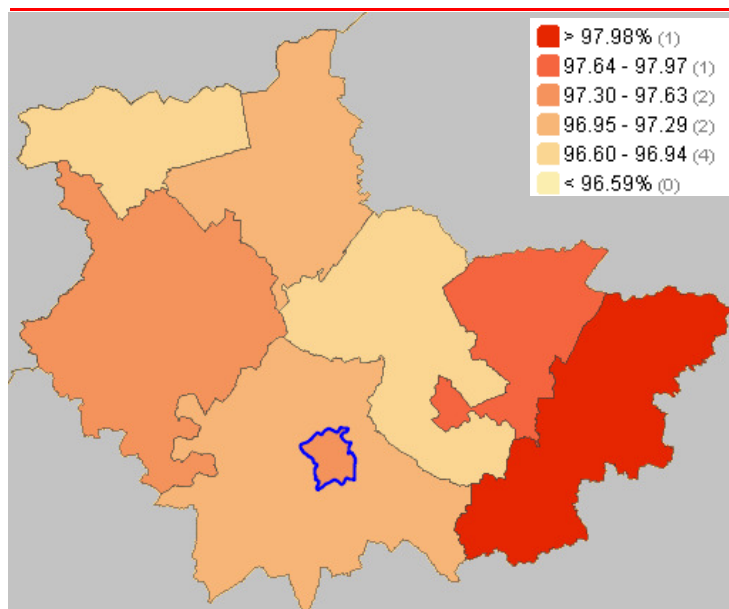 > 97.98% (1)
97.64 - 97.97 (1)
97.30 - 97.63 (2)
96.95 - 97.29 (2)
96.60 - 96.94 (4)
< 96.59% (0)